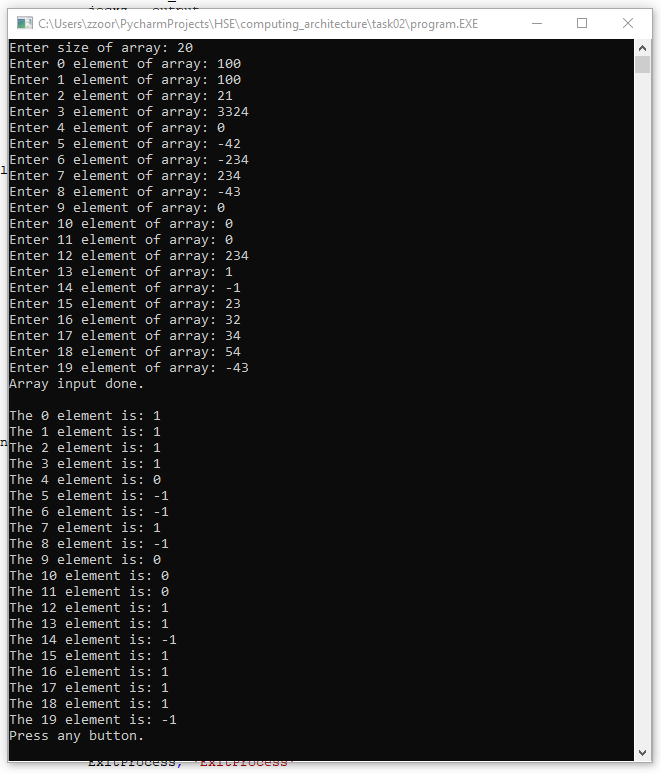 C:\Users\zzoor\PycharmProjects\HSE\computing_architecture\task02\program.EXE
Enter size of array: 20
Enter 0 element of array: 100
Enter 1 element of array: 100
Enter 2 element of array: 21
Enter 3 element of array: 3324
Enter 4 element of array: 0
Enter 5 element of array: -42
Enter 6 element of array: -234
Enter 7 element of array: 234
Enter 8 element of array: -43
Enter 9 element of array: 0
Enter 10 element of array: 0
Enter 11 element of array: 0
Enter 12 element of array: 234
Enter 13 element of array: 1
Enter 14 element of array: -1
Enter 15 element of array: 23
Enter 16 element of array: 32
Enter 17 element of array: 34
Enter 18 element of array: 54
Enter 19 element of array: -43
Array input done.
The 0 element is: 1
The 1 element is: 1
The 2 element is: 1
The 3 element is: 1
The 4 element is: 0
The 5 element is: -1
The 6 element is: -1
The 7 element is: 1
The 8 element is: -1
The 9 element is: 0
The 10 element is: 0
The 11 element is: 0
The 12 element is: 1
The 13 element is: 1
The 14 element is: -1
The 15 element is: 1
The 16 element is: 1
The 17 element is: 1
The 18 element is: 1
The 19 element is: -1
Press any button.
ExitProcess, 'ExitProcess'